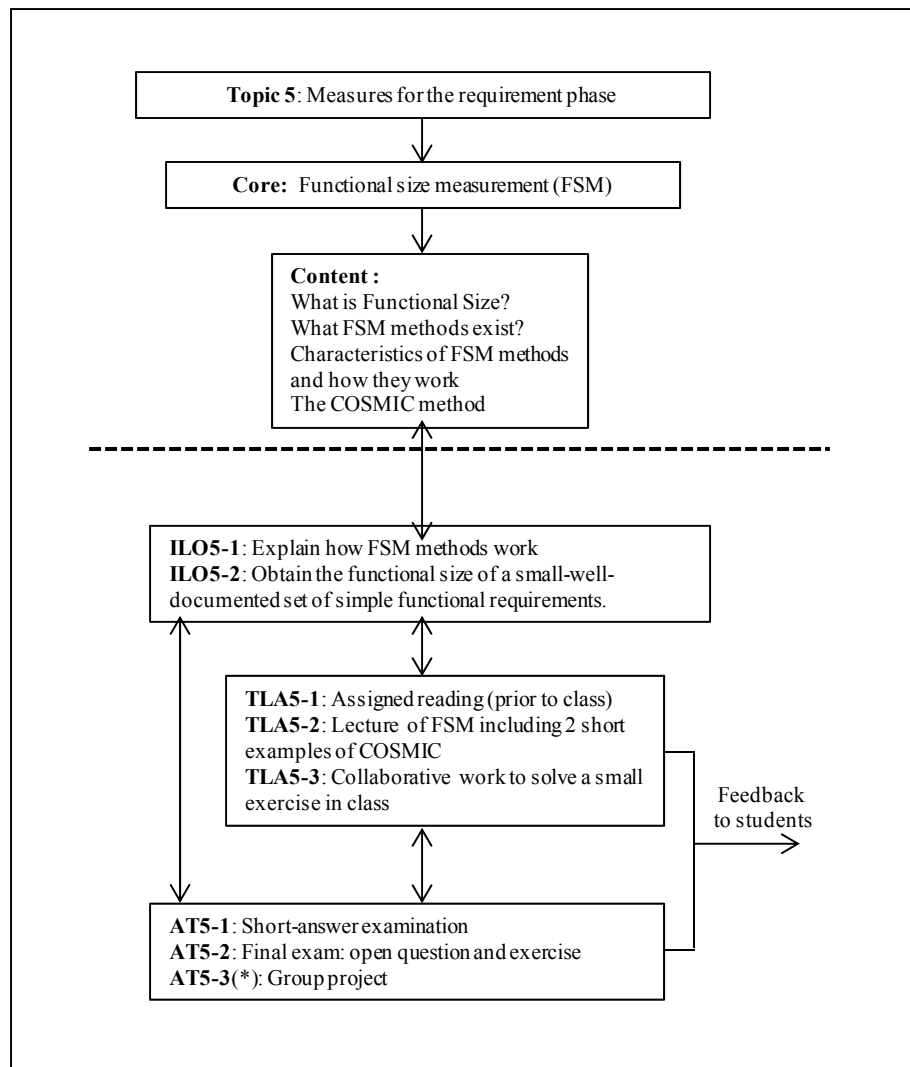 Topic 5: Measures for the requirement phase
Core: Functional size measurement (FSM)
Content :
What is Functional Size?
What FSM methods exist?
Characteristics of FSM methods
and how they work
The COSMIC method
ILO5-1: Explain how FSM methods work
ILO5-2: Obtain the functional size of a small-well-
documented set of simple functional requirements.
TLA5-1: Assigned reading (prior to class)
TLA5-2: Lecture of FSM including 2 short
examples of COSMIC
TLA5-3: Collaborative work to solve a small
exercise in class
Feedback
to students
AT5-1: Short-answer examination
AT5-2: Final exam: open question and exercise
AT5-3(*): Group project